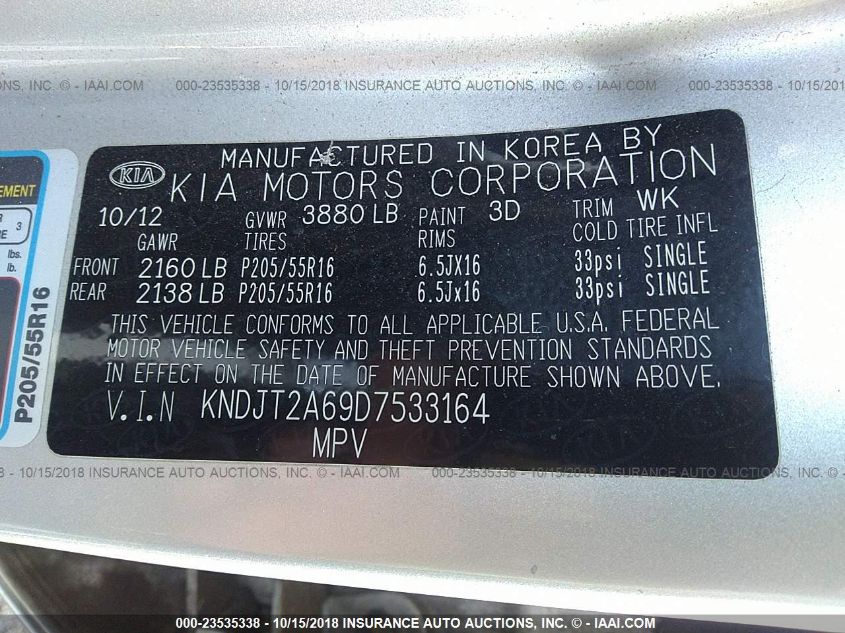 000-23535338 - 10/15/2018 INSURANCE AUTO AUCTIONS, INC. © - IAAI.COM
000-23535338 - 10/15/2018 INSURANCE AUTO AUCTIONS,
MANUFACTURED IN KOREA BY
KIA KIA MOTORS CORPORATION
10/12 GVWR 3880 LB PAINT 3D TRIM WK
GAWR TIRES RIMS COLD TIRE INFL
FRONT 2160 LB P205/55R16 6.5JX16 33psi SINGLE
REAR 2138 LB P205/55R16 6.5Jx16 33psi SINGLE
THIS VEHICLE CONFORMS TO ALL APPLICABLE U.S.A. FEDERAL
MOTOR VEHICLE SAFETY AND THEFT PREVENTION STANDARDS
IN EFFECT ON THE DATE OF MANUFACTURE SHOWN ABOVE.
V.I.N KNDJT2A69D7533164
MPV
3
lbs.
lb.
P205/55R16
INC. © - IAAI.COM
000-23535338 - 10/15/2018 INSURANCE AUTO AUCTIONS, INC. © - IAAI.COM
000-23535338 - 10/15/2018 INSURANCE AUTO AUCTIONS, INC. © - IAAI.COM